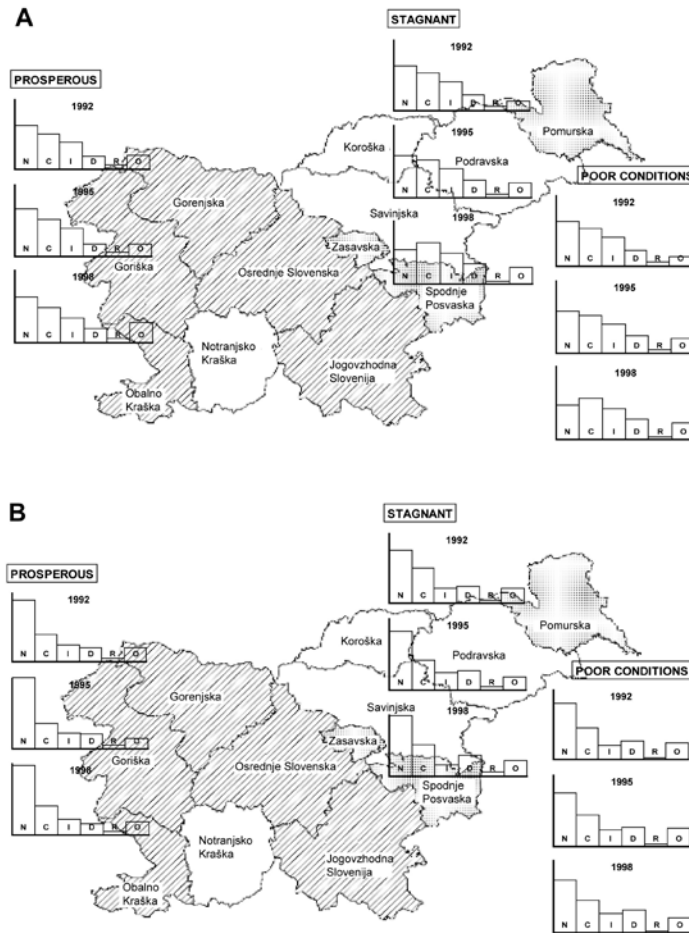 A
STAGNANT
1992
N C I D R O
PROSPEROUS
1992
N C I D R O
Pomurska
Koroška
1995
N C I D R O
Podravska
POOR CONDITIONS
1995
N C I D R O
Gorenjska
Savinjska
1992
N C I D R O
1998
N C I D R O
Zasavska
Goriška
1998
N C I D R O
Osrednje Slovenska
Spodnje
Posvaska
1995
N C I D R O
Notranjsko
Kraška
Jogovzhodna
Slovenija
1998
N C I D R O
Obalno
Kraška
B
STAGNANT
1992
N C I D R O
PROSPEROUS
1992
N C I D R O
Pomurska
Koroška
1995
N C I D R O
Podravska
POOR CONDITIONS
1995
N C I D R O
Gorenjska
Savinjska
1992
N C I D R O
1998
N C I O R O
Zasavska
Goriška
1998
N C I D R O
Osrednje Slovenska
Spodnje
Posvaska
1995
N C I D R O
Notranjsko
Kraška
Jogovzhodna
Slovenija
1998
N C I D R O
Obalno
Kraška